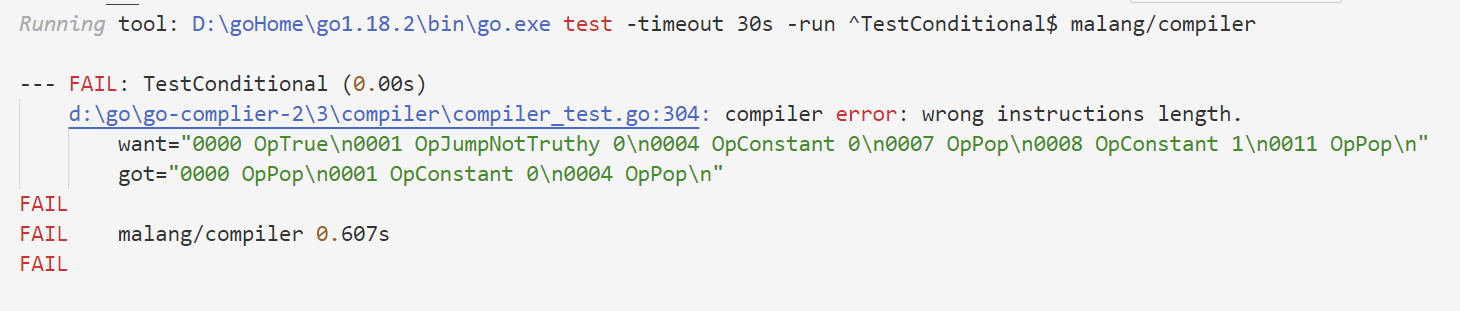 Running tool: D:\goHome\go1.18.2\bin\go.exe test -timeout 30s -run ^TestConditional$ malang/compiler
--- FAIL: TestConditional (0.00s)
d:\go\go-complier-2\3\compiler\compiler_test.go:304: compiler error: wrong instructions length.
want="0000 OpTrue\n0001 OpJumpNotTruthy 0\n0004 OpConstant 0\n0007 OpPop\n0008 OpConstant 1\n0011 OpPop\n"
got="0000 OpPop\n0001 OpConstant 0\n0004 OpPop\n"
FAIL
FAIL malang/compiler 0.607s
FAIL